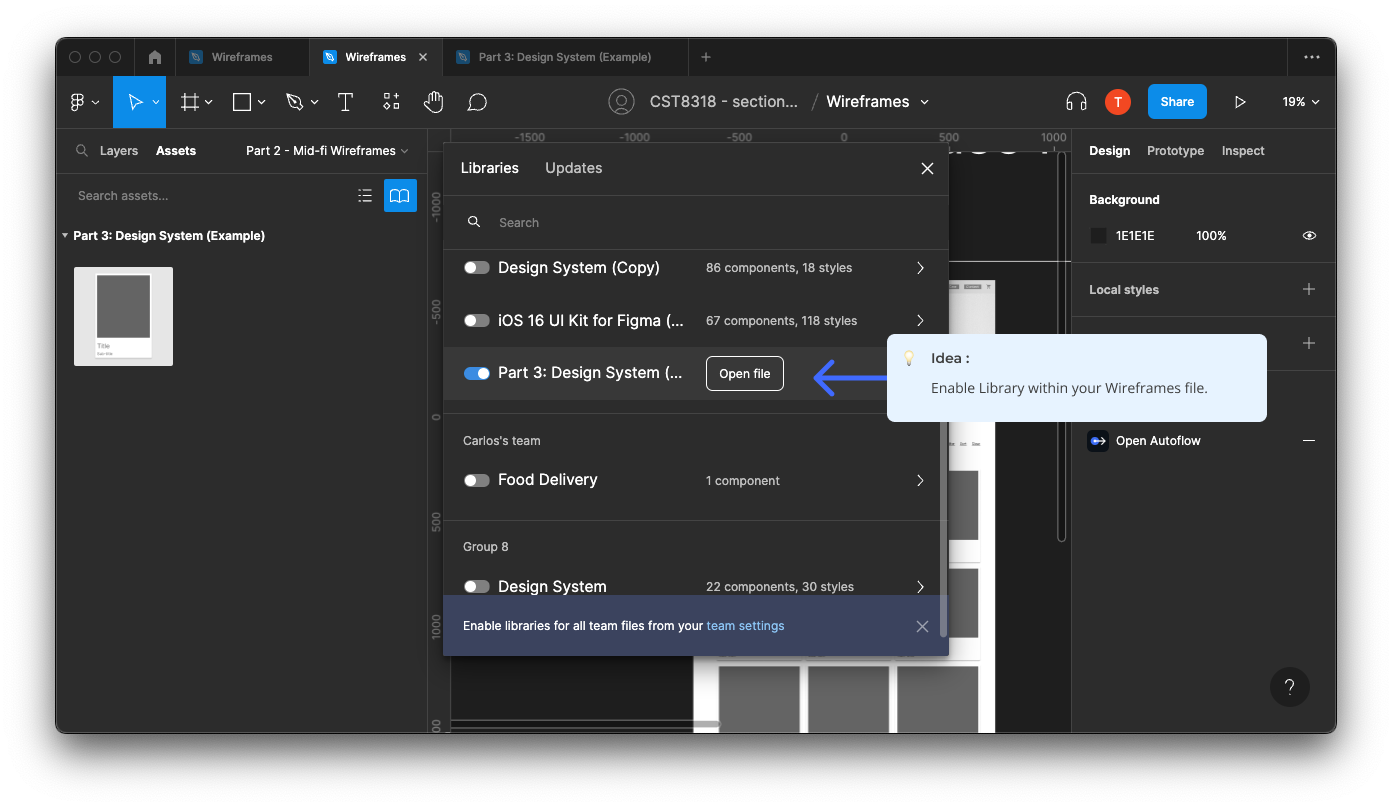 Wireframes
Wireframes
Part 3: Design System (Example)
CST8318 - section... / Wireframes
T
Share
19%
Layers
Assets
Part 2 - Mid-fi Wireframes
-1500
-1000
-500
0
500
1000
Design
Prototype
Inspect
Search assets...
Part 3: Design System (Example)
Title
Sub-title
-1000
-500
0
500
1000
Libraries
Updates
Search
Design System (Copy)
86 components, 18 styles
iOS 16 UI Kit for Figma (...
67 components, 118 styles
Part 3: Design System (...
Open file
Carlos's team
Food Delivery
1 component
Group 8
Design System
22 components, 30 styles
Enable libraries for all team files from your team settings
Background
1E1E1E
100%
Local styles
Idea :
Enable Library within your Wireframes file.
Open Autoflow
?